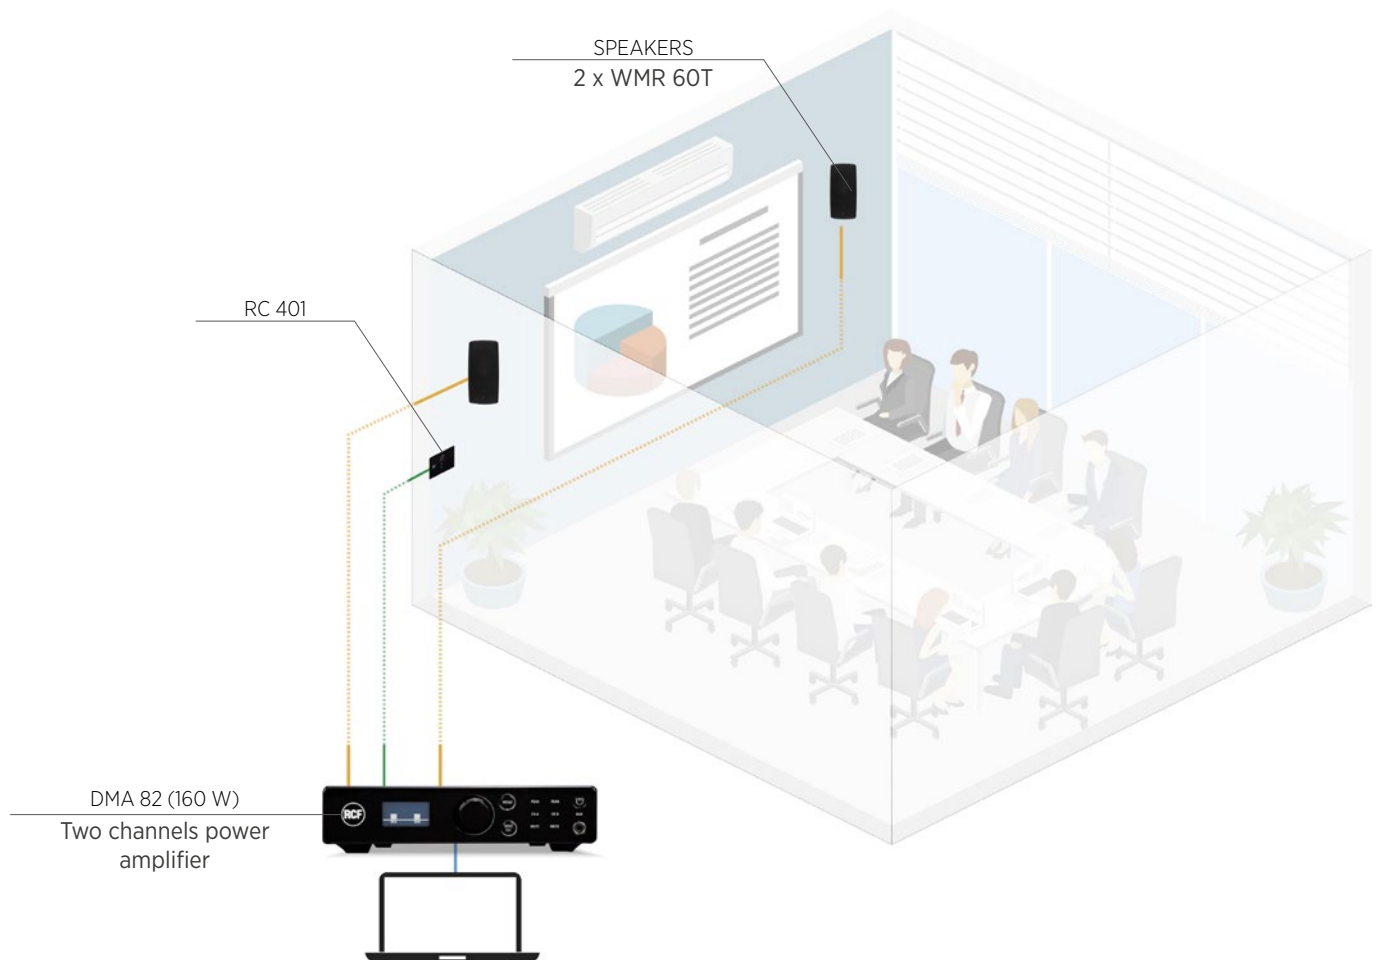 SPEAKERS
2 x WMR 60T
RC 401
DMA 82 (160 W)
Two channels power
amplifier
RCF